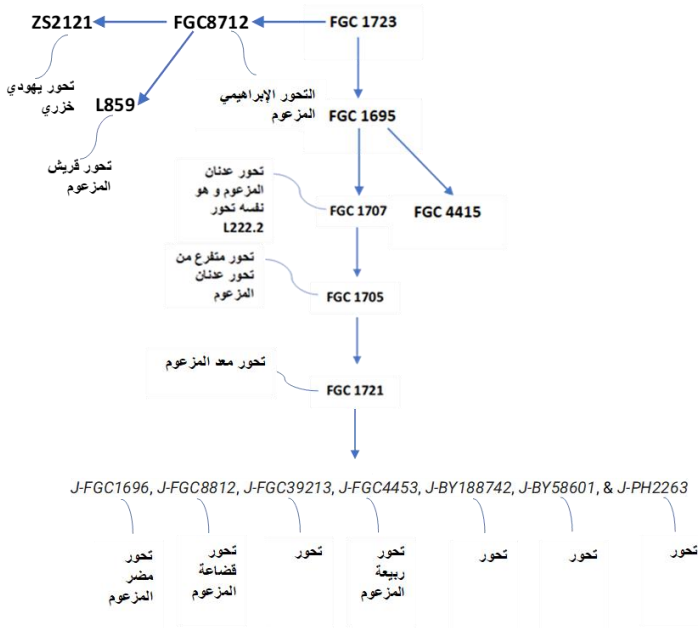 ZS2121
FGC8712
FGC 1723
تحور يهودي
خزري
L859
التحور الإبراهيمي
المزعوم
FGC 1695
تحور قريش
المزعوم
تحور عدنان
المزعوم و هو
نفسه تحور
L222.2
FGC 1707
FGC 4415
تحور متفرع من
تحور عدنان
المزعوم
FGC 1705
تحور معد المزعوم
FGC 1721
J-FGC1696, J-FGC8812, J-FGC39213, J-FGC4453, J-BY188742, J-BY58601, & J-PH2263
تحور
مضر
المزعوم
تحور
قضاعة
المزعوم
تحور
تحور
ربيعة
المزعوم
تحور
تحور
تحور